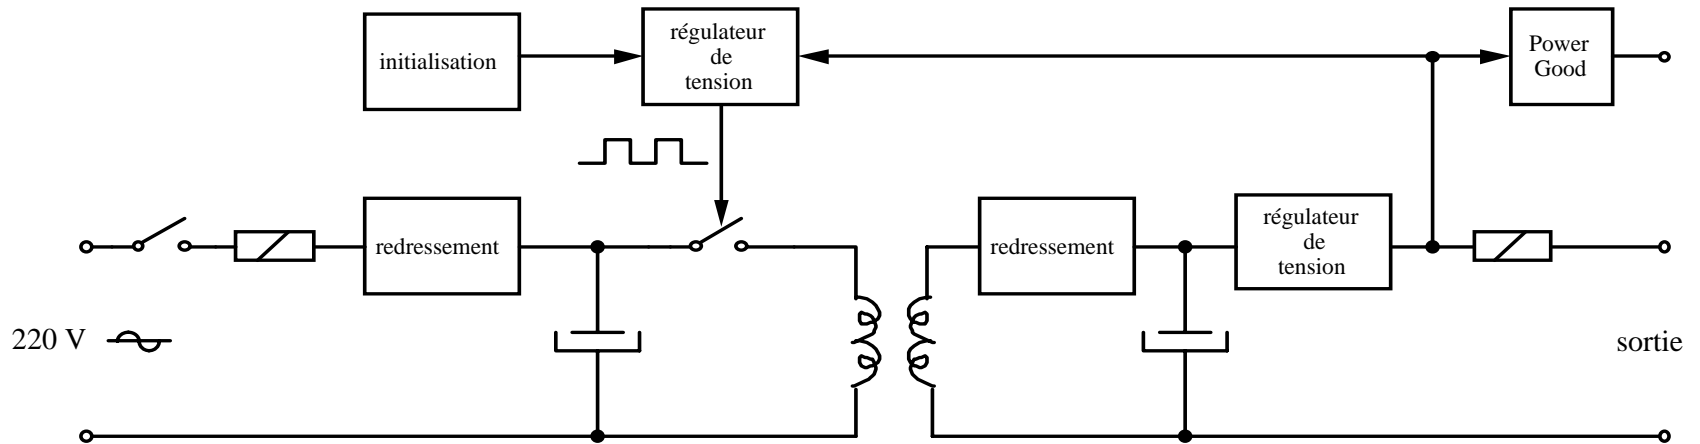 initialisation
régulateur
de
tension
Power
Good
redressement
redressement
régulateur
de
tension
220 V
sortie